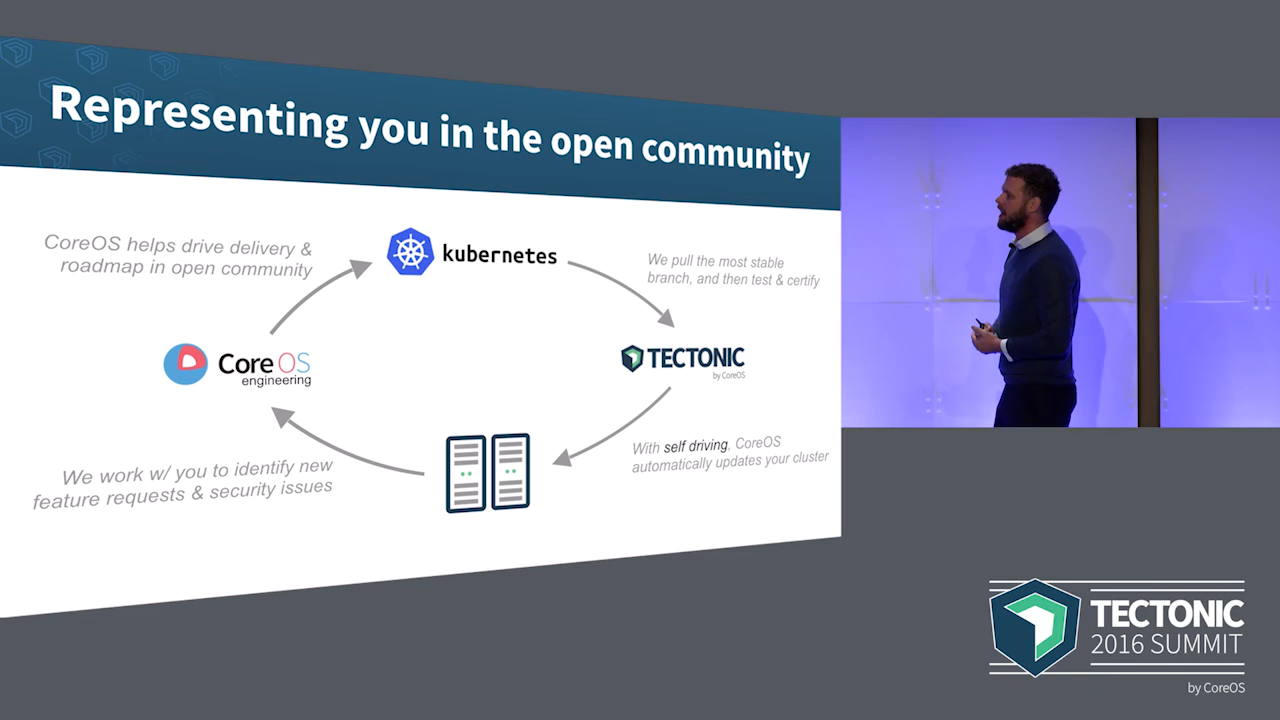 Representing you in the open community
CoreOS helps drive delivery &
roadmap in open community
kubernetes
We pull the most stable
branch, and then test & certify
Core OS
engineering
TECTONIC
by CoreOS
We work w/ you to identify new
feature requests & security issues
With self driving, CoreOS
automatically updates your cluster
TECTONIC
2016 SUMMIT
by CoreOS